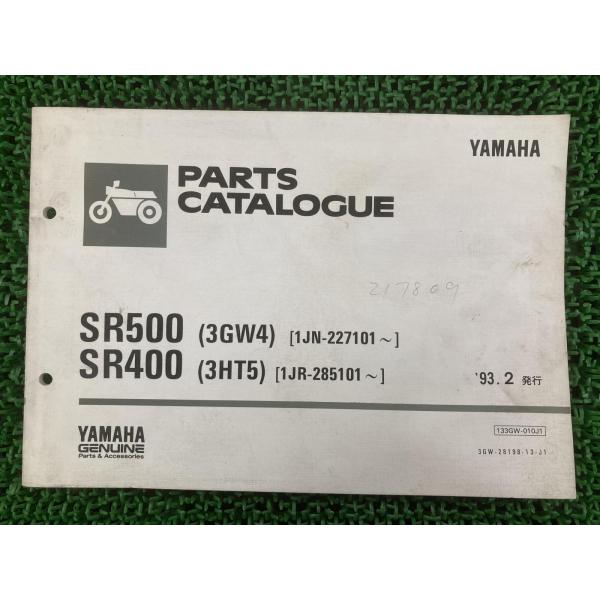 YAMAHA
PARTS
CATALOGUE
217809
SR500 (3GW4) [1JN-227101~]
SR400 (3HT5) [1JR-285101~]
'93.2 発行
133GW-010J1
YAMAHA
GENUINE
Parts & Accessories
3GW-28198-13-J1